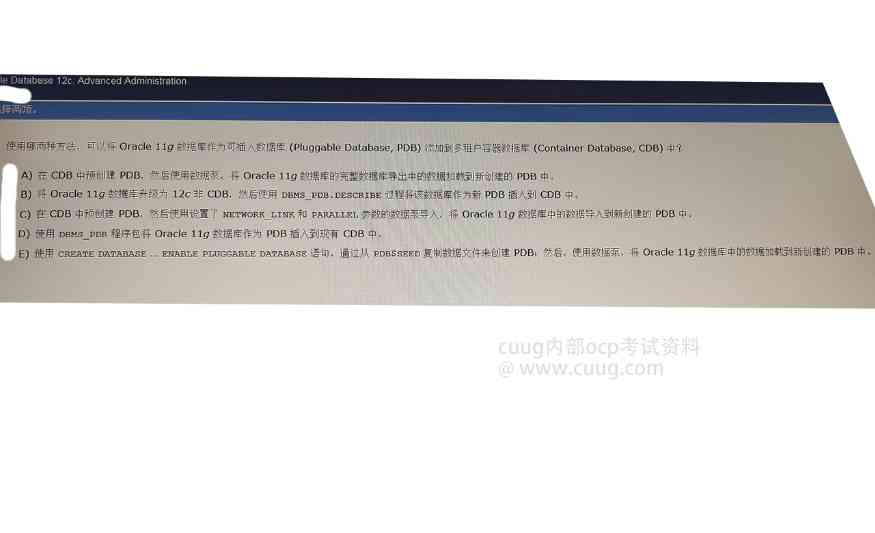 le Database 12c: Advanced Administration
择两项。
使用哪两种方法，可以将 Oracle 11g 数据库作为可插入数据库 (Pluggable Database, PDB) 添加到多租户容器数据库 (Container Database, CDB) 中？
A) 在 CDB 中预创建 PDB，然后使用数据泵，将 Oracle 11g 数据库的完整数据库导出中的数据加载到新创建的 PDB 中。
B) 将 Oracle 11g 数据库升级为 12c 非 CDB，然后使用 DBMS_PDB.DESCRIBE 过程将该数据库作为新 PDB 插入到 CDB 中。
C) 在 CDB 中预创建 PDB，然后使用设置了 NETWORK_LINK 和 PARALLEL 参数的数据泵导入，将 Oracle 11g 数据库中的数据导入到新创建的 PDB 中。
D) 使用 DBMS_PDB 程序包将 Oracle 11g 数据库作为 PDB 插入到现有 CDB 中。
E) 使用 CREATE DATABASE ... ENABLE PLUGGABLE DATABASE 语句，通过从 PDB$SEED 复制数据文件来创建 PDB；然后，使用数据泵，将 Oracle 11g 数据库中的数据加载到新创建的 PDB 中。
cuug内部ocp考试资料
@ www.cuug.com